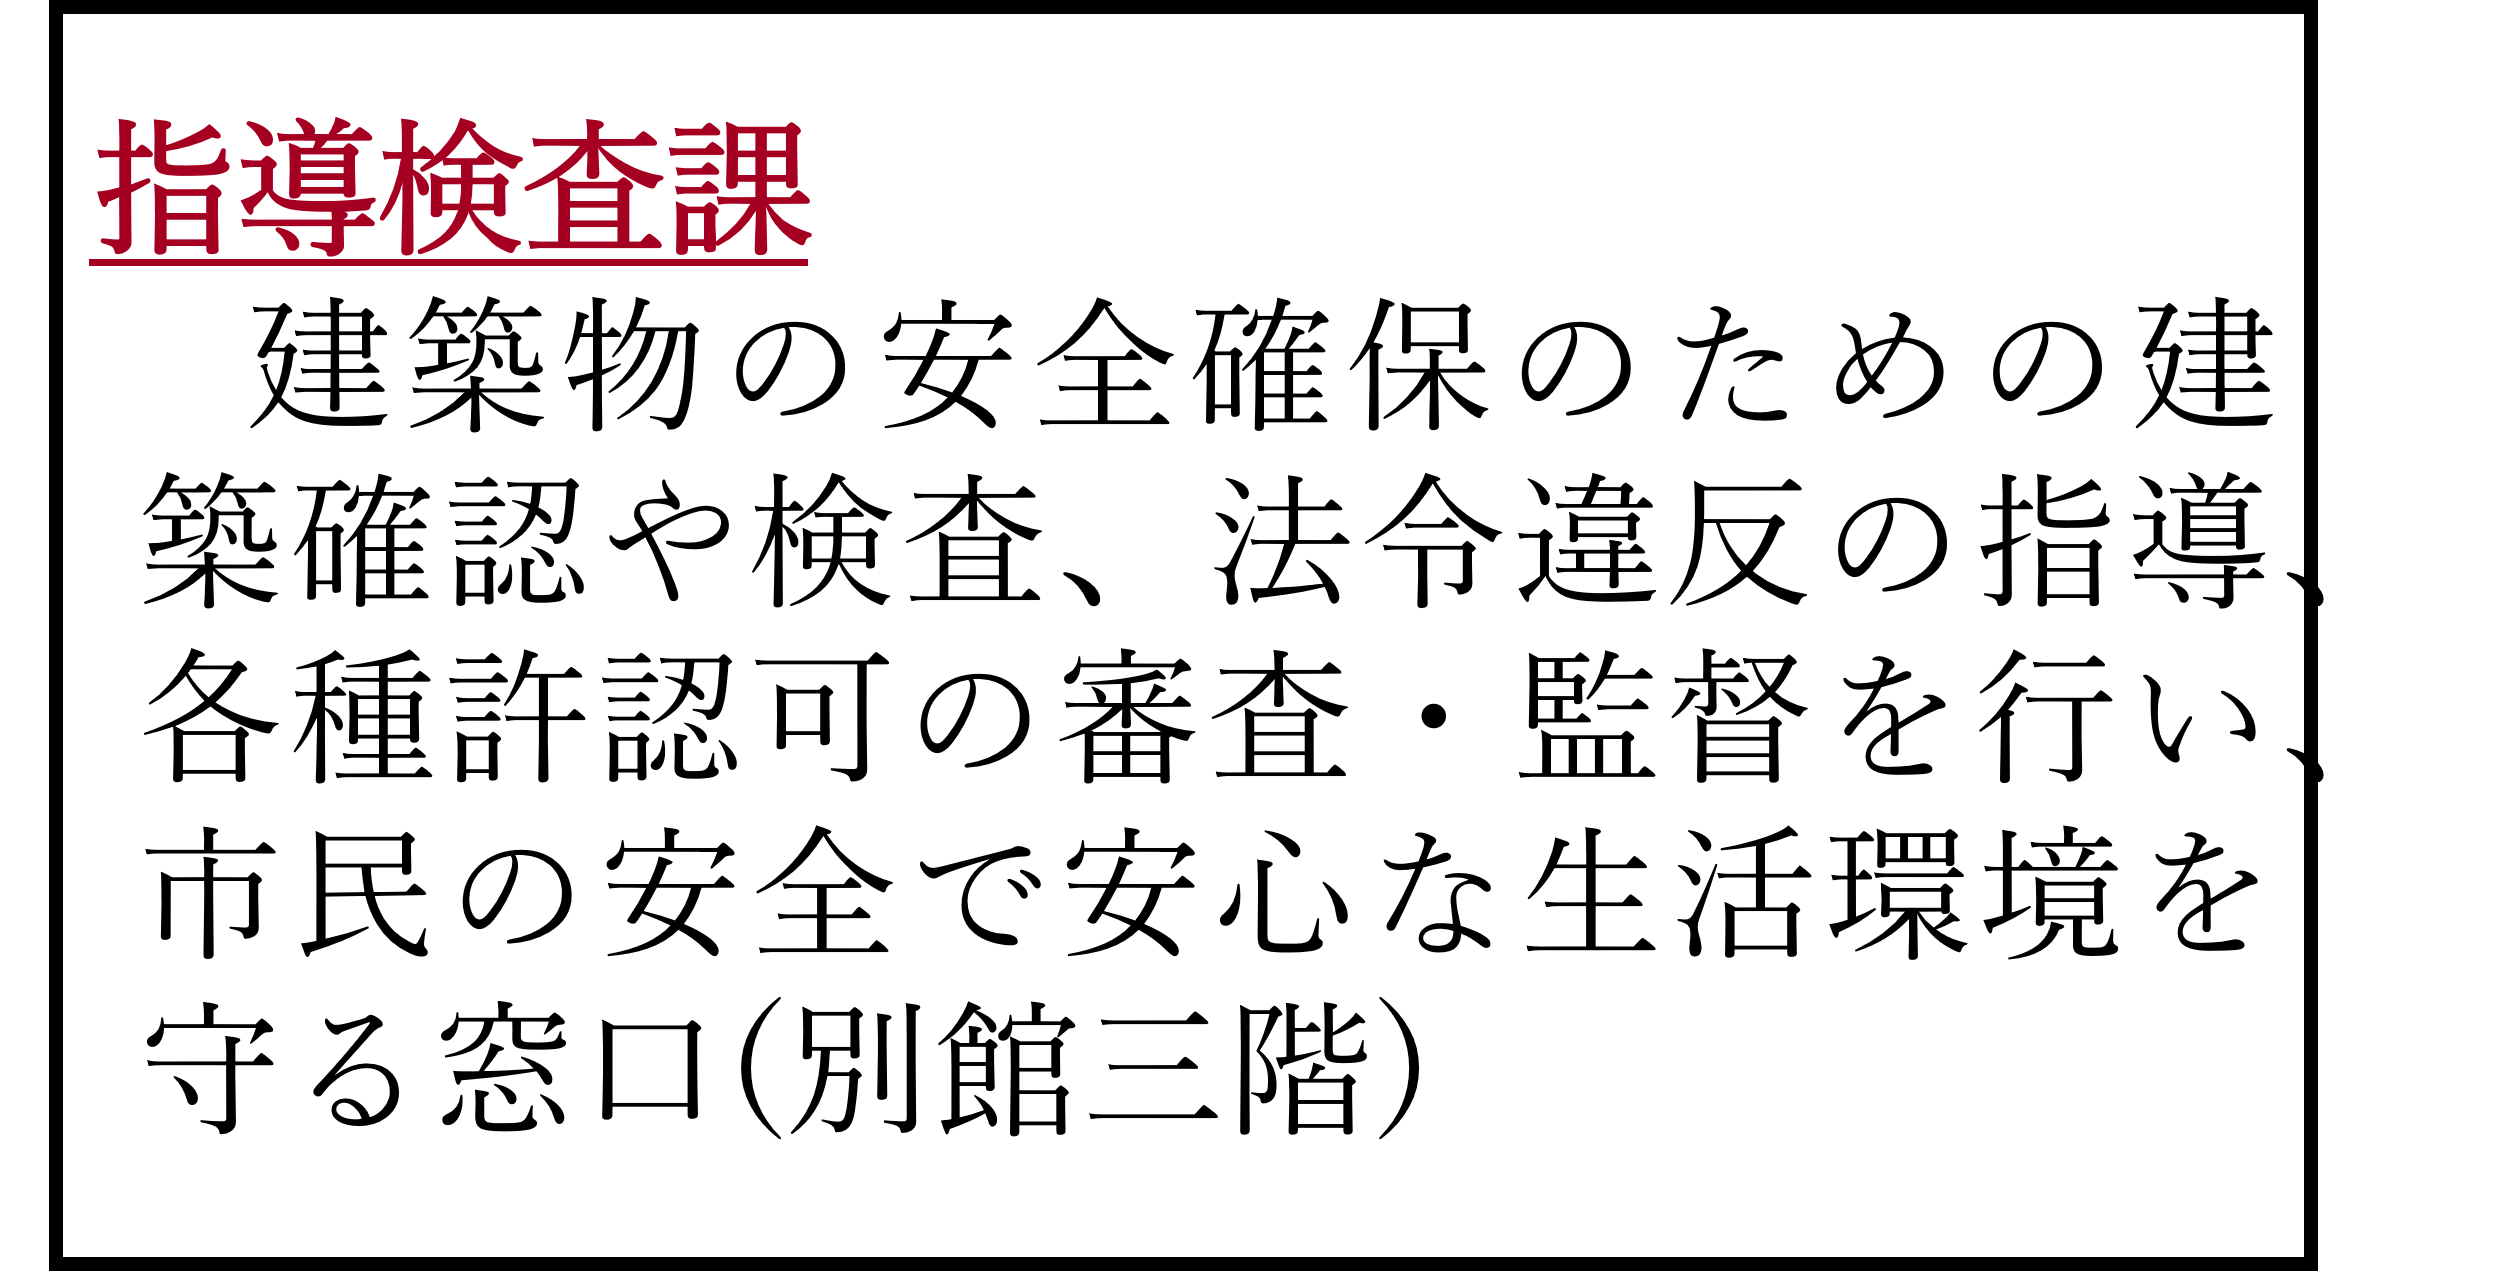 指導検査課
建築物の安全確保のための建
築確認や検査、法令違反の指導、
各種許認可の審査・監督を行い、
市民の安全で安心な生活環境を
守る窓口(別館三階)